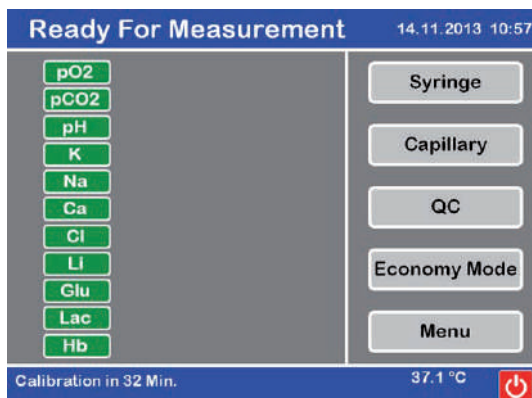 Ready For Measurement
14.11.2013 10:57
pO2
pCO2
pH
K
Na
Ca
Cl
Li
Glu
Lac
Hb
Syringe
Capillary
QC
Economy Mode
Menu
Calibration in 32 Min.
37.1 °C